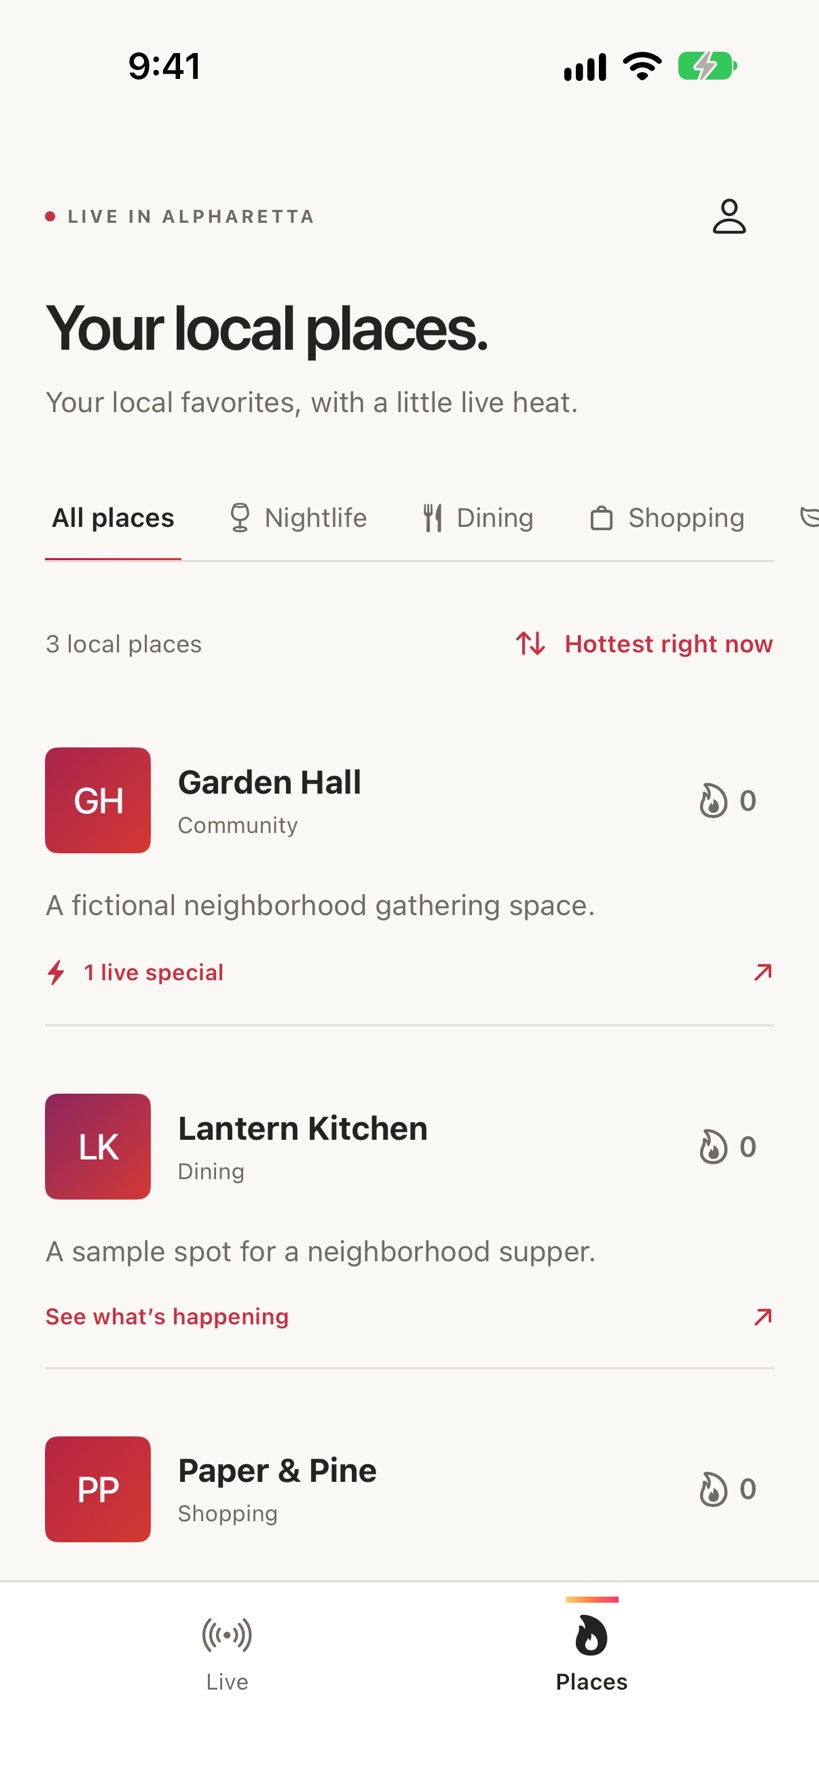 9:41
LIVE IN ALPHARETTA
Your local places.
Your local favorites, with a little live heat.
All places Nightlife Dining Shopping
3 local places Hottest right now
GH Garden Hall 0
Community
A fictional neighborhood gathering space.
1 live special
LK Lantern Kitchen 0
Dining
A sample spot for a neighborhood supper.
See what’s happening
PP Paper & Pine 0
Shopping
Live Places